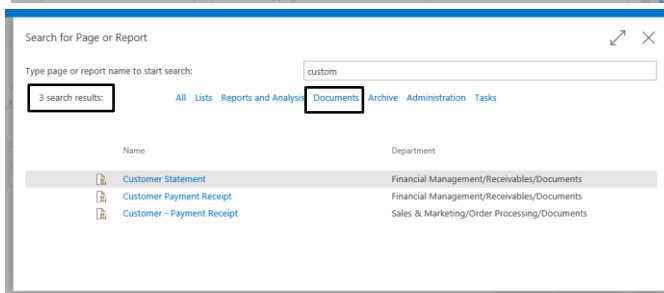 Search for Page or Report
Type page or report name to start search: custom
3 search results: All Lists Reports and Analysis Documents Archive Administration Tasks
Name Department
Customer Statement Financial Management/Receivables/Documents
Customer Payment Receipt Financial Management/Receivables/Documents
Customer - Payment Receipt Sales & Marketing/Order Processing/Documents